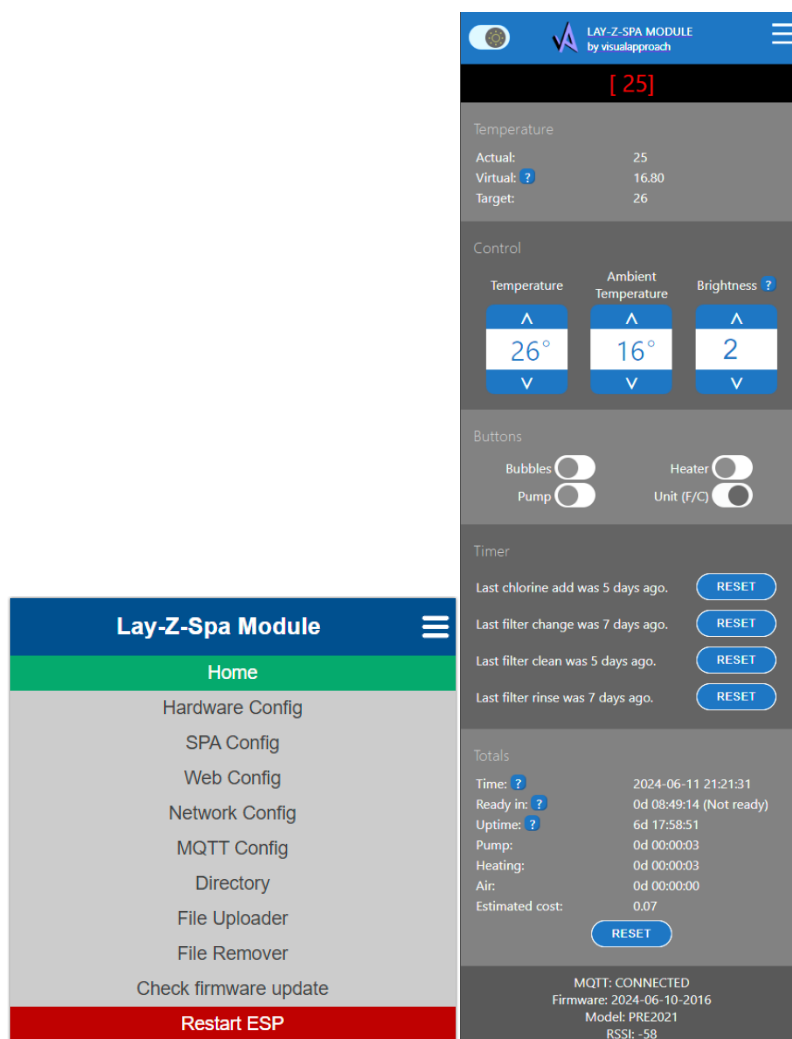 Lay-Z-Spa Module
Home
Hardware Config
SPA Config
Web Config
Network Config
MQTT Config
Directory
File Uploader
File Remover
Check firmware update
Restart ESP
LAY-Z-SPA MODULE
by visualapproach
[ 25]
Temperature
Actual: 25
Virtual: ? 16.80
Target: 26
Control
Temperature
Ambient
Temperature
Brightness ?
26° 16° 2
Buttons
Bubbles Heater
Pump Unit (F/C)
Timer
Last chlorine add was 5 days ago. RESET
Last filter change was 7 days ago. RESET
Last filter clean was 5 days ago. RESET
Last filter rinse was 7 days ago. RESET
Totals
Time: ? 2024-06-11 21:21:31
Ready in: ? 0d 08:49:14 (Not ready)
Uptime: ? 6d 17:58:51
Pump: 0d 00:00:03
Heating: 0d 00:00:03
Air: 0d 00:00:00
Estimated cost: 0.07
RESET
MQTT: CONNECTED
Firmware: 2024-06-10-2016
Model: PRE2021
RSSI: -58